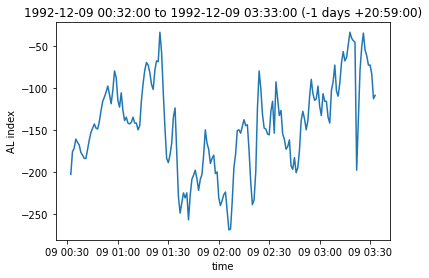 1992-12-09 00:32:00 to 1992-12-09 03:33:00 (-1 days +20:59:00)
−50
−100
−150
−200
−250
AL index
09 00:30 09 01:00 09 01:30 09 02:00 09 02:30 09 03:00 09 03:30
time